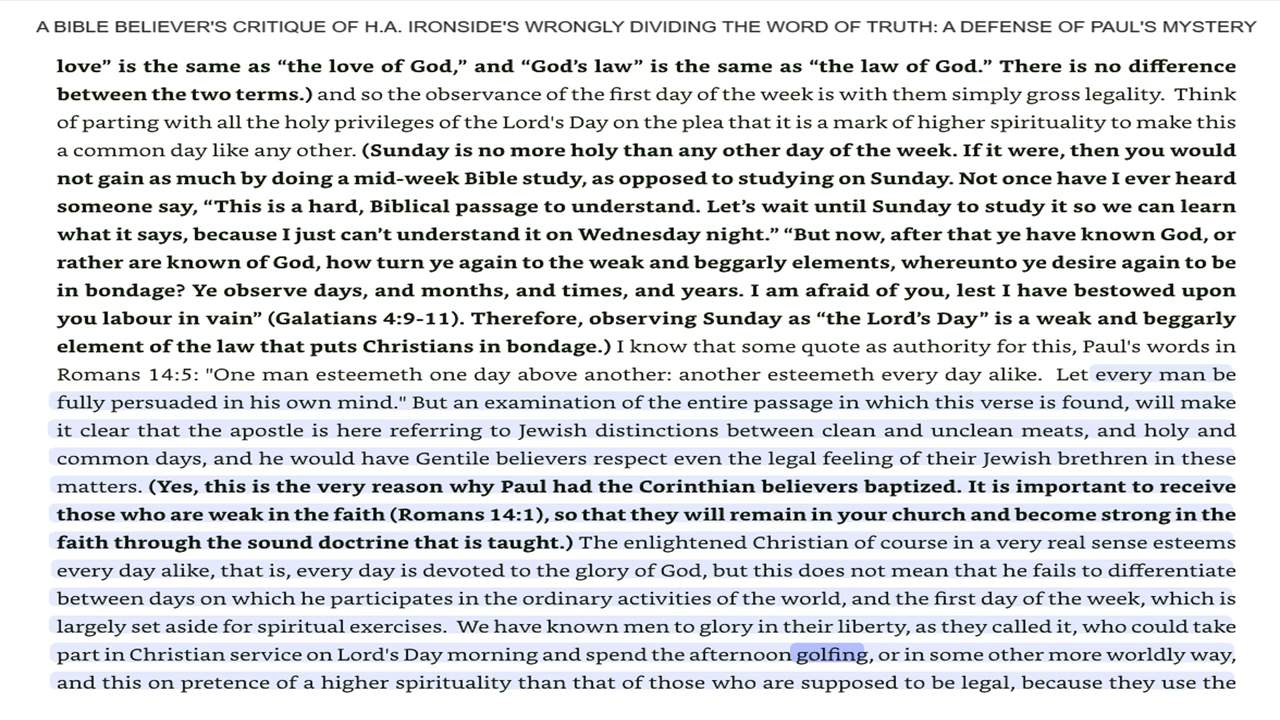 A BIBLE BELIEVER'S CRITIQUE OF H.A. IRONSIDE'S WRONGLY DIVIDING THE WORD OF TRUTH: A DEFENSE OF PAUL'S MYSTERY
love” is the same as “the love of God,” and “God’s law” is the same as “the law of God.” There is no difference
between the two terms.) and so the observance of the first day of the week is with them simply gross legality.  Think
of parting with all the holy privileges of the Lord's Day on the plea that it is a mark of higher spirituality to make this
a common day like any other. (Sunday is no more holy than any other day of the week. If it were, then you would
not gain as much by doing a mid-week Bible study, as opposed to studying on Sunday. Not once have I ever heard
someone say, “This is a hard, Biblical passage to understand. Let’s wait until Sunday to study it so we can learn
what it says, because I just can’t understand it on Wednesday night.” “But now, after that ye have known God, or
rather are known of God, how turn ye again to the weak and beggarly elements, whereunto ye desire again to be
in bondage? Ye observe days, and months, and times, and years. I am afraid of you, lest I have bestowed upon
you labour in vain” (Galatians 4:9-11). Therefore, observing Sunday as “the Lord’s Day” is a weak and beggarly
element of the law that puts Christians in bondage.) I know that some quote as authority for this, Paul's words in
Romans 14:5: "One man esteemeth one day above another: another esteemeth every day alike.  Let every man be
fully persuaded in his own mind." But an examination of the entire passage in which this verse is found, will make
it clear that the apostle is here referring to Jewish distinctions between clean and unclean meats, and holy and
common days, and he would have Gentile believers respect even the legal feeling of their Jewish brethren in these
matters. (Yes, this is the very reason why Paul had the Corinthian believers baptized. It is important to receive
those who are weak in the faith (Romans 14:1), so that they will remain in your church and become strong in the
faith through the sound doctrine that is taught.) The enlightened Christian of course in a very real sense esteems
every day alike, that is, every day is devoted to the glory of God, but this does not mean that he fails to differentiate
between days on which he participates in the ordinary activities of the world, and the first day of the week, which is
largely set aside for spiritual exercises.  We have known men to glory in their liberty, as they called it, who could take
part in Christian service on Lord's Day morning and spend the afternoon golfing, or in some other more worldly way,
and this on pretence of a higher spirituality than that of those who are supposed to be legal, because they use the